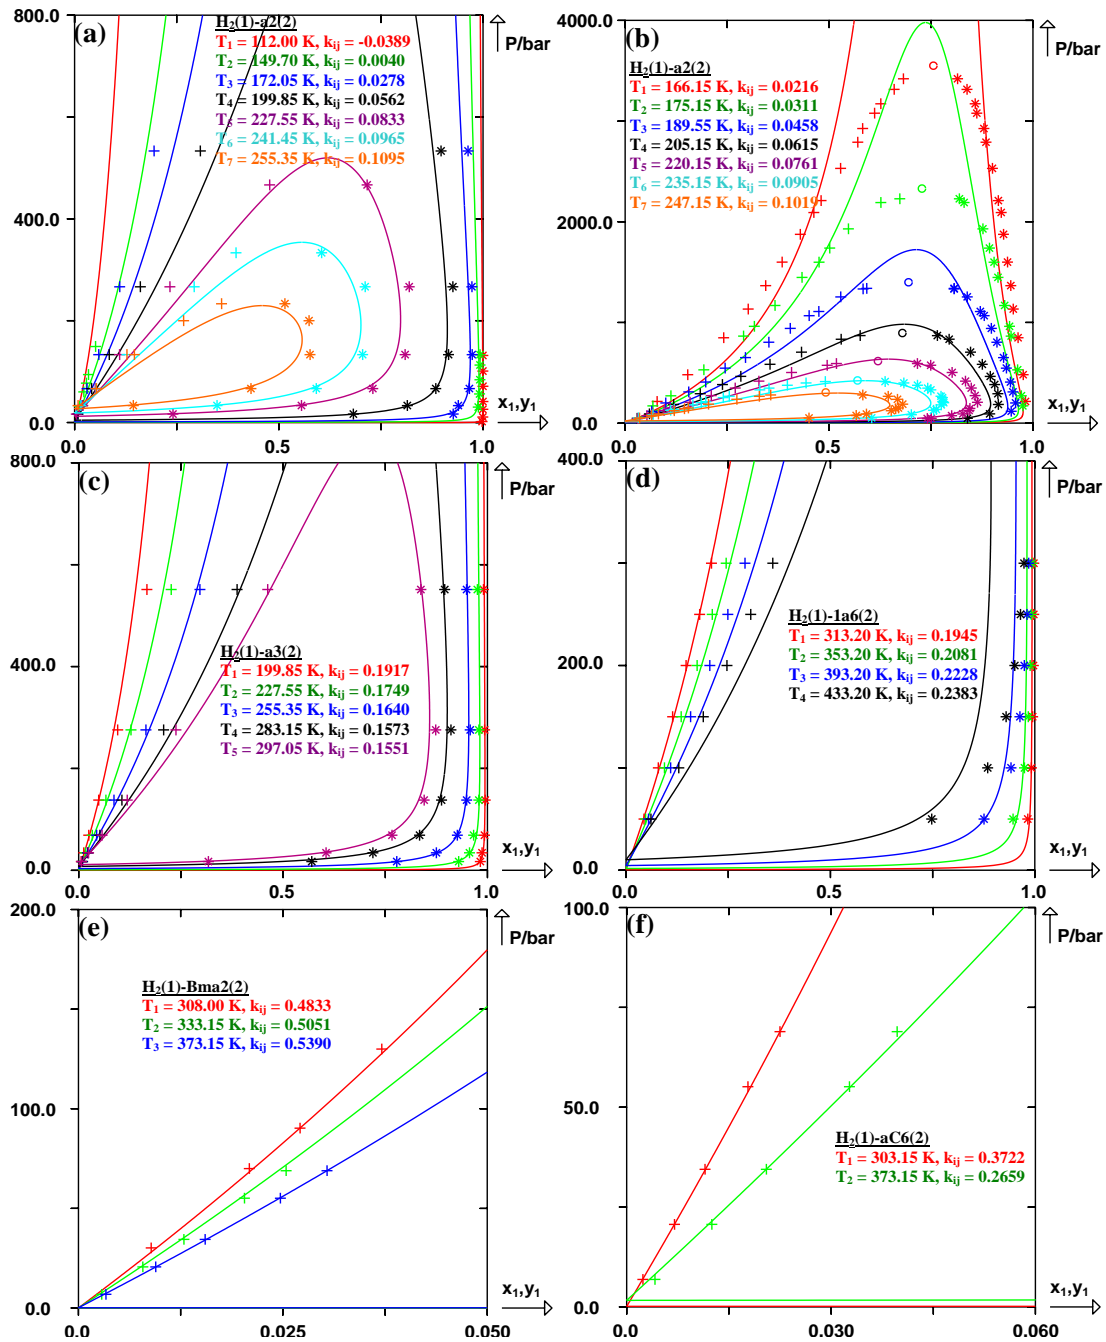 800.0
(a)
H2(1)-a2(2)
T1 = 112.00 K, kij = -0.0389
T2 = 149.70 K, kij = 0.0040
T3 = 172.05 K, kij = 0.0278
T4 = 199.85 K, kij = 0.0562
T5 = 227.55 K, kij = 0.0833
T6 = 241.45 K, kij = 0.0965
T7 = 255.35 K, kij = 0.1095
P/bar
400.0
0.0
x1,y1
0.0 0.5 1.0
4000.0
(b)
H2(1)-a2(2)
T1 = 166.15 K, kij = 0.0216
T2 = 175.15 K, kij = 0.0311
T3 = 189.55 K, kij = 0.0458
T4 = 205.15 K, kij = 0.0615
T5 = 220.15 K, kij = 0.0761
T6 = 235.15 K, kij = 0.0905
T7 = 247.15 K, kij = 0.1019
P/bar
2000.0
0.0
x1,y1
0.0 0.5 1.0
800.0
(c)
P/bar
400.0
H2(1)-a3(2)
T1 = 199.85 K, kij = 0.1917
T2 = 227.55 K, kij = 0.1749
T3 = 255.35 K, kij = 0.1640
T4 = 283.15 K, kij = 0.1573
T5 = 297.05 K, kij = 0.1551
0.0
x1,y1
0.0 0.5 1.0
400.0
(d)
P/bar
H2(1)-1a6(2)
T1 = 313.20 K, kij = 0.1945
T2 = 353.20 K, kij = 0.2081
T3 = 393.20 K, kij = 0.2228
T4 = 433.20 K, kij = 0.2383
200.0
0.0
x1,y1
0.0 0.5 1.0
200.0
(e)
P/bar
H2(1)-Bma2(2)
T1 = 308.00 K, kij = 0.4833
T2 = 333.15 K, kij = 0.5051
T3 = 373.15 K, kij = 0.5390
100.0
0.0
x1,y1
0.0 0.025 0.050
100.0
(f)
P/bar
50.0
H2(1)-aC6(2)
T1 = 303.15 K, kij = 0.3722
T2 = 373.15 K, kij = 0.2659
0.0
x1,y1
0.0 0.030 0.060